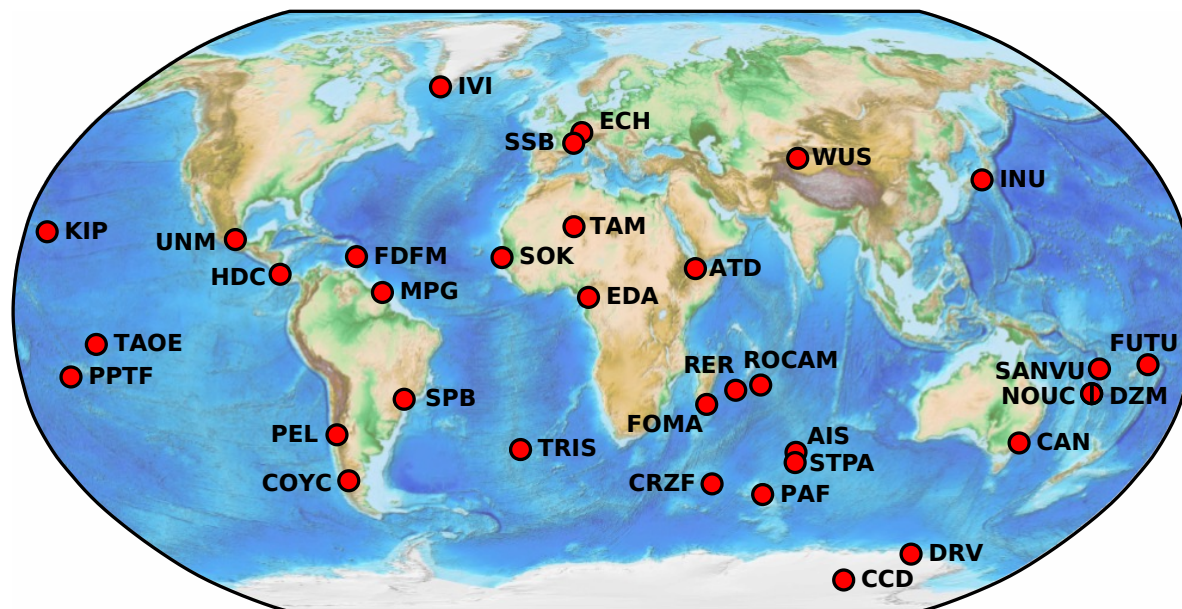 IVI
ECH
SSB
WUS
INU
KIP
UNM
TAM
FDFM
SOK
HDC
ATD
MPG
EDA
TAOE
FUTU
PPTF
RER
ROCAM
SANVU
SPB
NOUC
DZM
FOMA
PEL
AIS
CAN
TRIS
STPA
COYC
CRZF
PAF
DRV
CCD